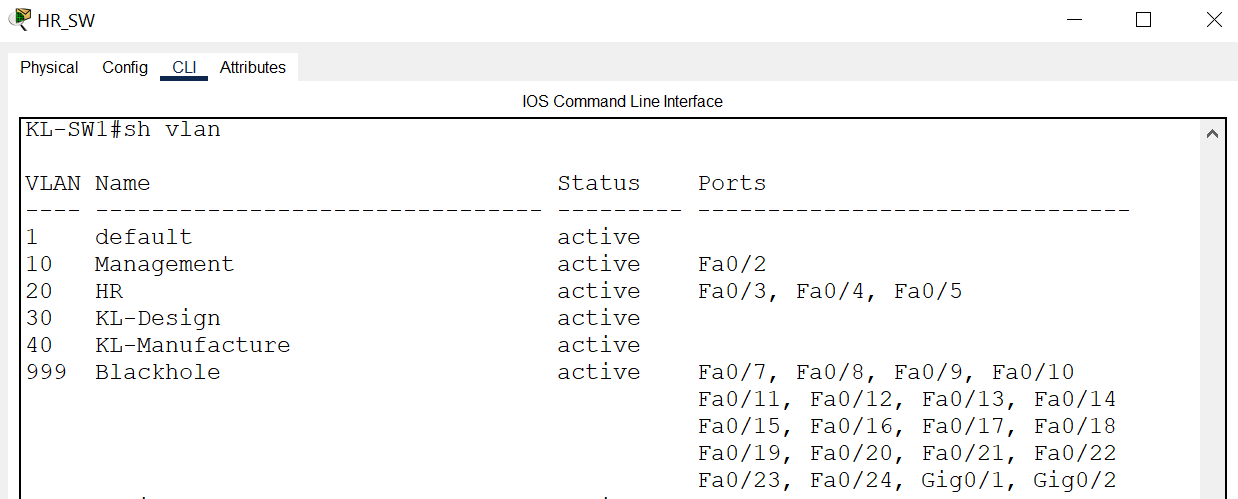 HR_SW
Physical Config CLI Attributes
IOS Command Line Interface
KL-SW1#sh vlan
VLAN Name Status Ports
---- -------------------------------- --------- -------------------------------
1 default active
10 Management active Fa0/2
20 HR active Fa0/3, Fa0/4, Fa0/5
30 KL-Design active
40 KL-Manufacture active
999 Blackhole active Fa0/7, Fa0/8, Fa0/9, Fa0/10
Fa0/11, Fa0/12, Fa0/13, Fa0/14
Fa0/15, Fa0/16, Fa0/17, Fa0/18
Fa0/19, Fa0/20, Fa0/21, Fa0/22
Fa0/23, Fa0/24, Gig0/1, Gig0/2